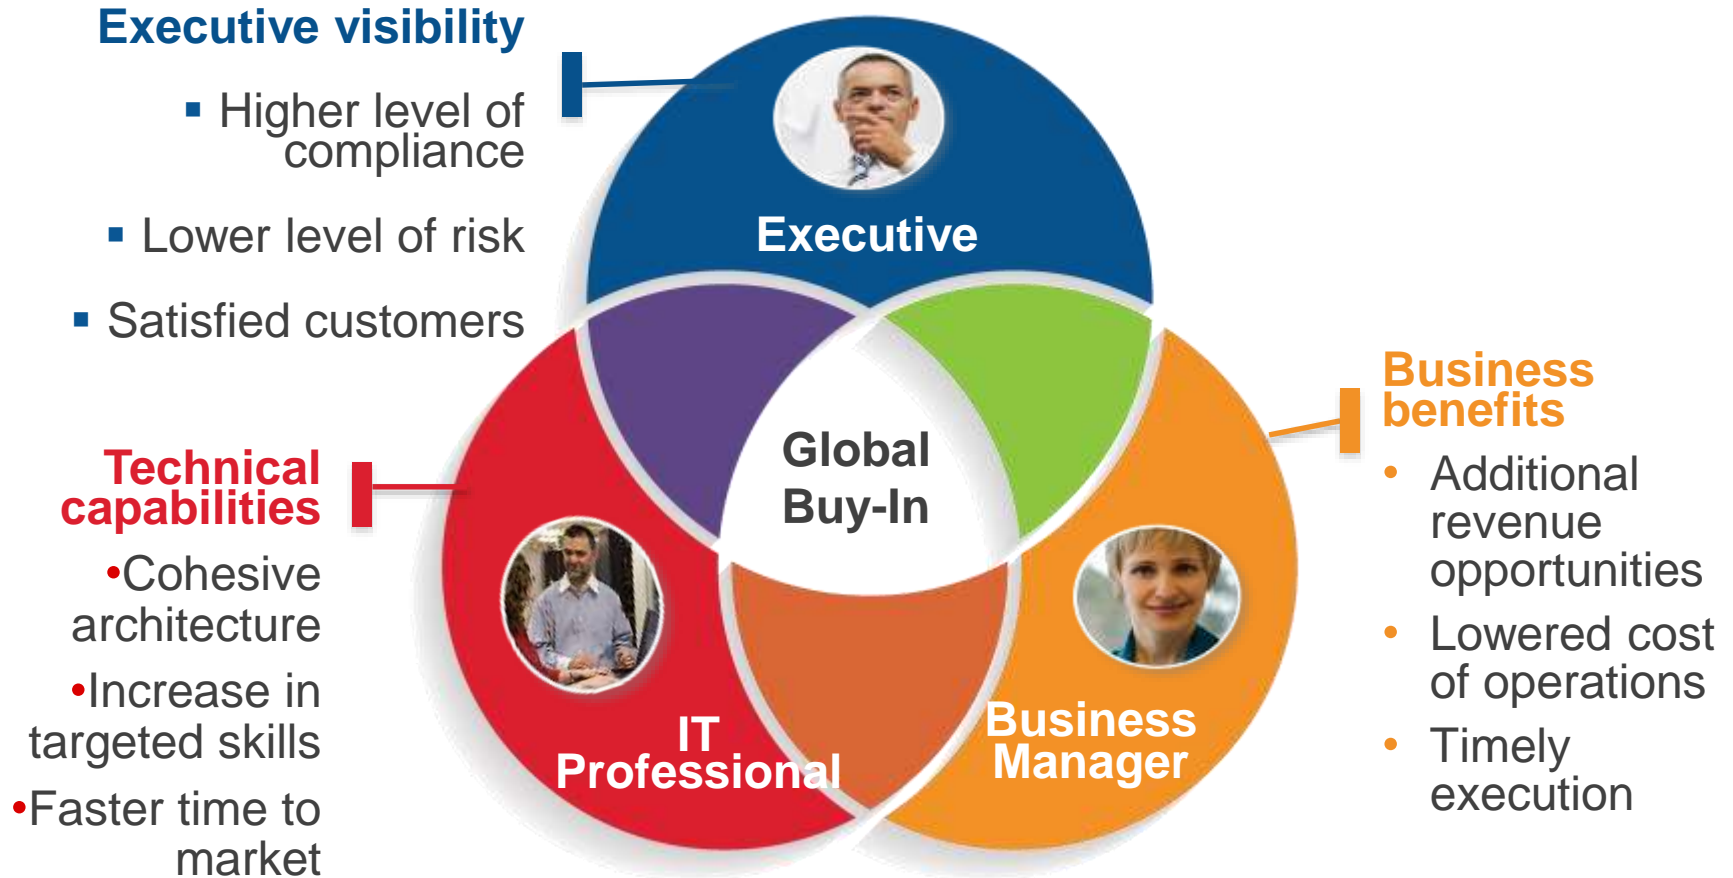 Executive visibility
▪ Higher level of
compliance
▪ Lower level of risk
▪ Satisfied customers
Executive
Global
Buy-In
Technical
capabilities
•Cohesive
architecture
•Increase in
targeted skills
•Faster time to
market
IT
Professional
Business
Manager
Business
benefits
• Additional
revenue
opportunities
• Lowered cost
of operations
• Timely
execution